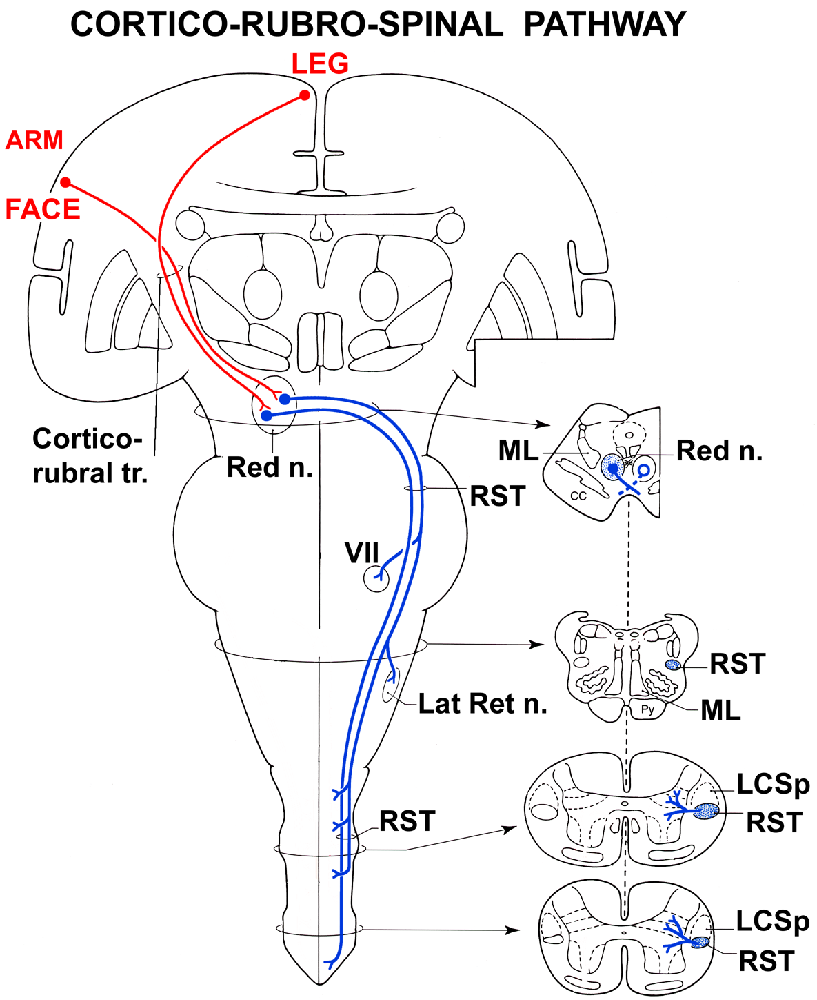 CORTICO-RUBRO-SPINAL PATHWAY
LEG
ARM
FACE
Cortico-
rubral tr.
Red n.
ML
Red n.
CC
RST
VII
RST
ML
Py
Lat Ret n.
LCSp
RST
RST
LCSp
RST